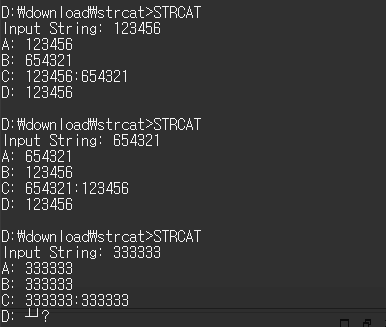 D:₩download₩strcat>STRCAT
Input String: 123456
A: 123456
B: 654321
C: 123456:654321
D: 123456
D:₩download₩strcat>STRCAT
Input String: 654321
A: 654321
B: 123456
C: 654321:123456
D: 123456
D:₩download₩strcat>STRCAT
Input String: 333333
A: 333333
B: 333333
C: 333333:333333
D: ┴┘?